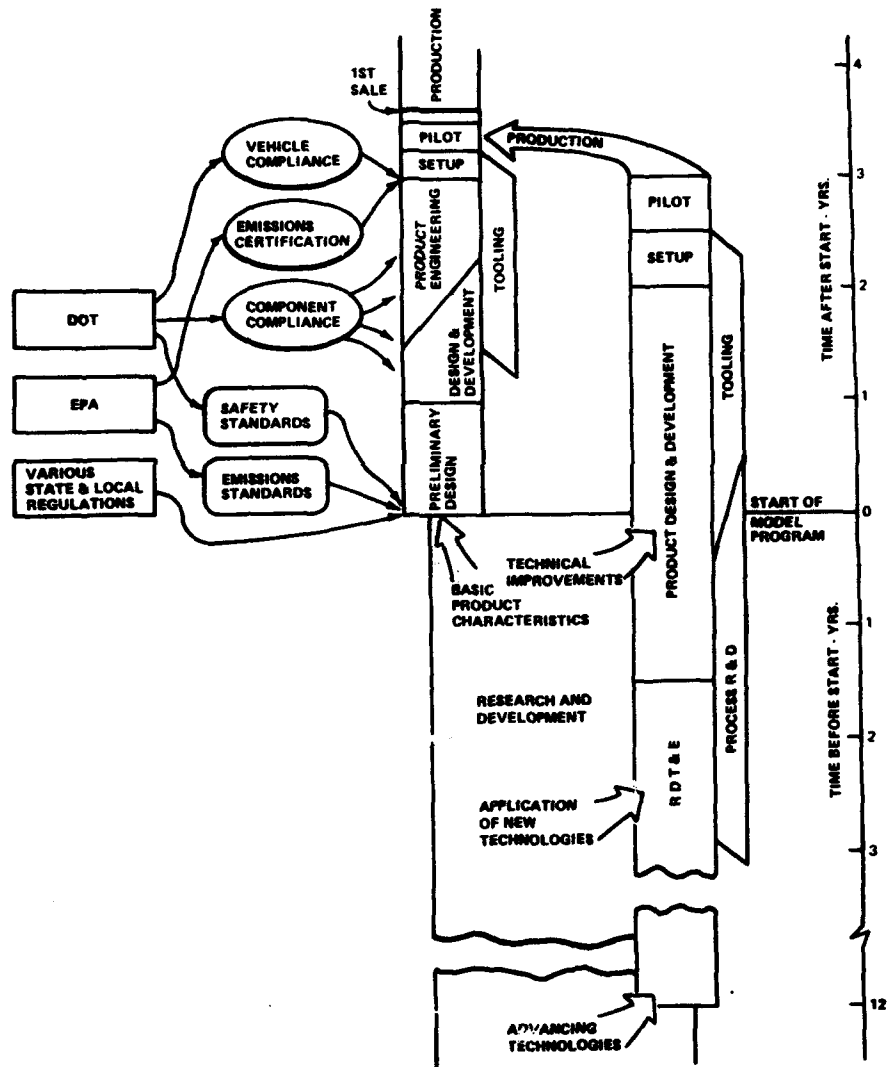 PRODUCTION
1ST
SALE
PILOT
SETUP
PRODUCT
ENGINEERING
TOOLING
DESIGN &
DEVELOPMENT
PRELIMINARY
DESIGN
VEHICLE
COMPLIANCE
EMISSIONS
CERTIFICATION
COMPONENT
COMPLIANCE
DOT
EPA
VARIOUS
STATE & LOCAL
REGULATIONS
SAFETY
STANDARDS
EMISSIONS
STANDARDS
PRODUCTION
PILOT
SETUP
TOOLING
PRODUCT DESIGN & DEVELOPMENT
PROCESS R & D
R D T & E
TECHNICAL
IMPROVEMENTS
BASIC
PRODUCT
CHARACTERISTICS
RESEARCH AND
DEVELOPMENT
APPLICATION
OF NEW
TECHNOLOGIES
ADVANCING
TECHNOLOGIES
START OF
MODEL
PROGRAM
TIME AFTER START - YRS.
TIME BEFORE START - YRS.
4
3
2
1
0
1
2
3
12